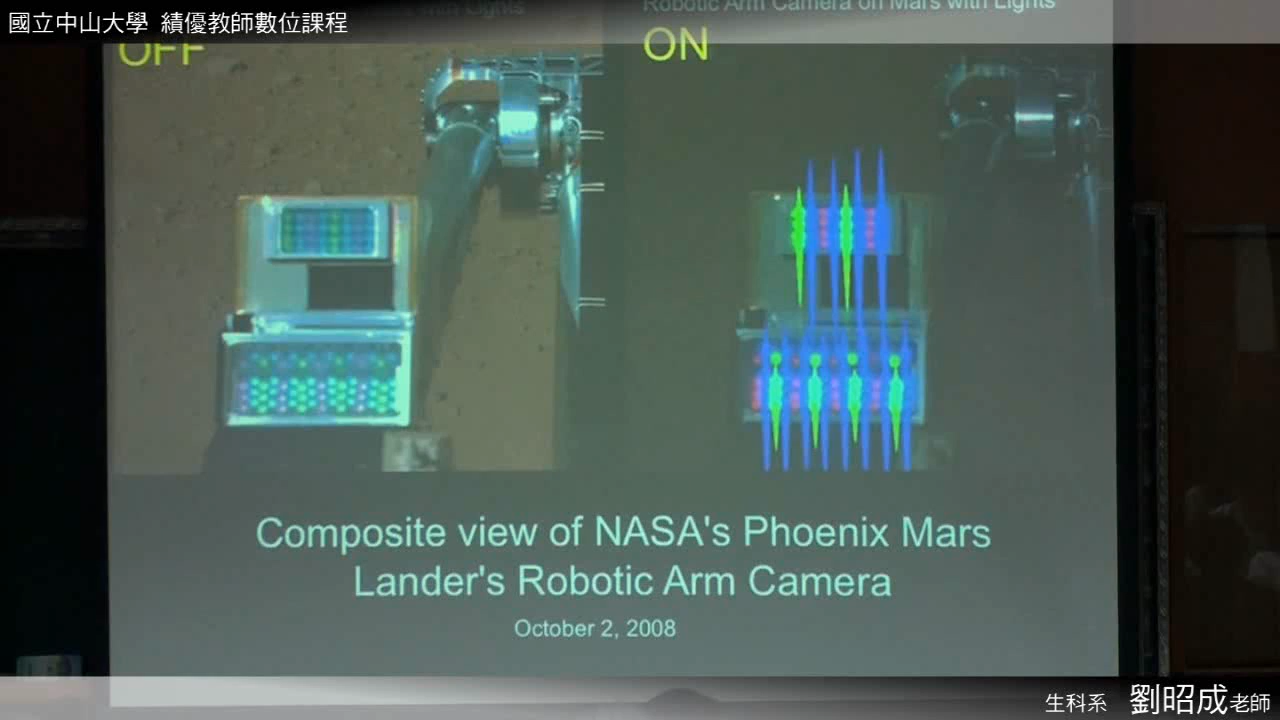 國立中山大學 績優教師數位課程
with Lights
Robotic Arm Camera on Mars with Lights
OFF
ON
Composite view of NASA's Phoenix Mars
Lander's Robotic Arm Camera
October 2, 2008
生科系 劉昭成老師